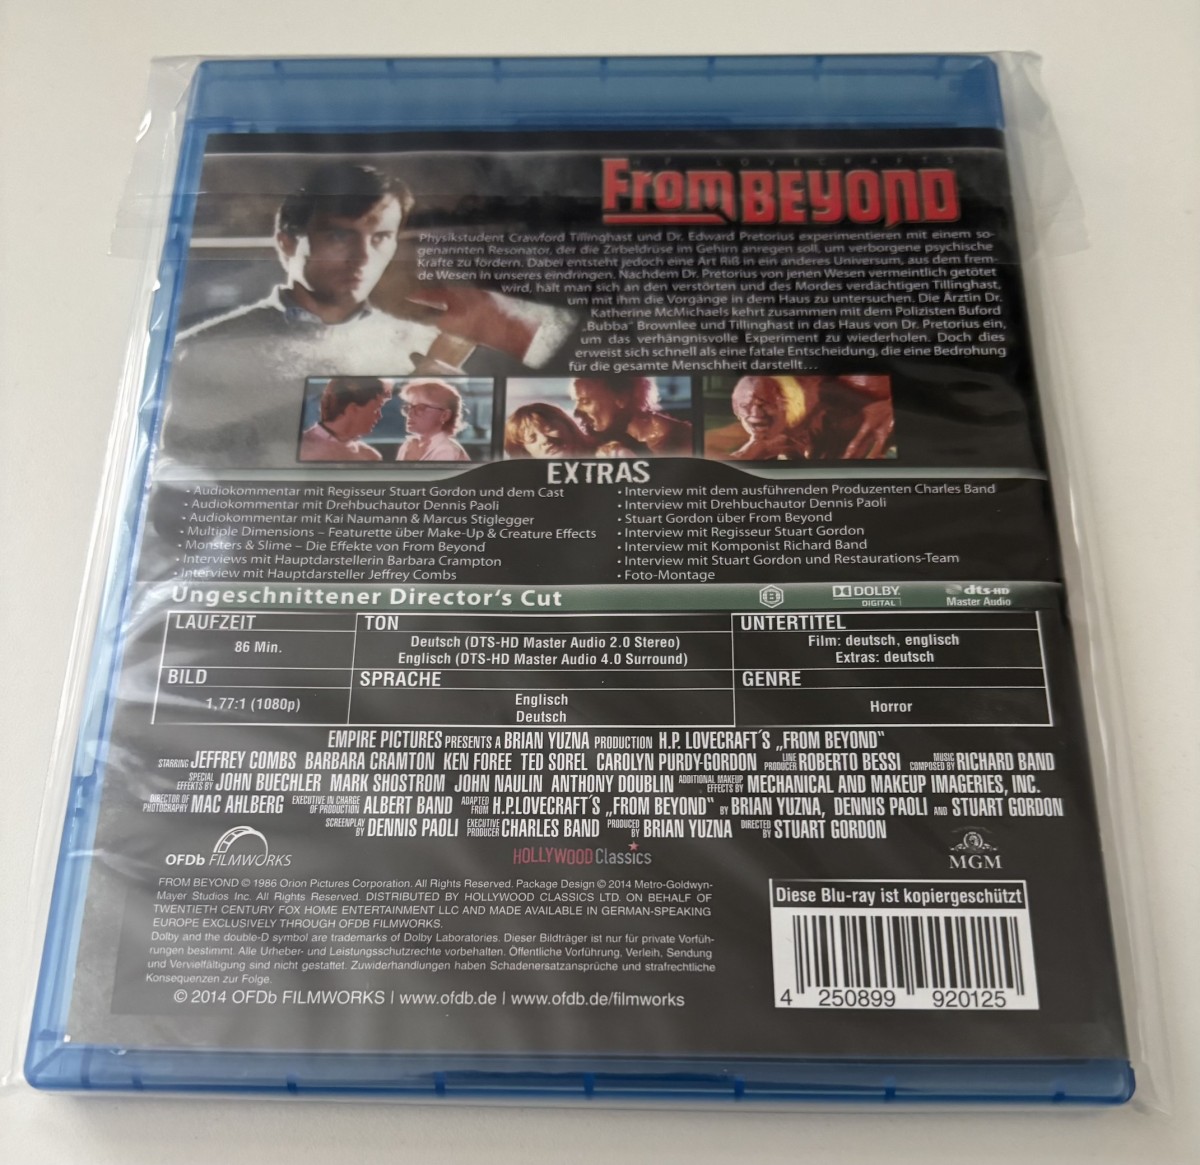 H.P. LOVECRAFT'S
FROM BEYOND
Physikstudent Crawford Tillinghast und Dr. Edward Pretorius experimentieren mit einem so-
genannten Resonator, der die Zirbeldrüse im Gehirn anregen soll, um verborgene psychische
Kräfte zu fördern. Dabei entsteht jedoch eine Art Riß in ein anderes Universum, aus dem frem-
de Wesen in unseres eindringen. Nachdem Dr. Pretorius von jenen Wesen vermeintlich getötet
wird, hält man sich an den verstörten und des Mordes verdächtigen Tillinghast,
um mit ihm die Vorgänge in dem Haus zu untersuchen. Die Ärztin Dr.
Katherine McMichaels kehrt zusammen mit dem Polizisten Buford
„Bubba" Brownlee und Tillinghast in das Haus von Dr. Pretorius ein,
um das verhängnisvolle Experiment zu wiederholen. Doch dies
erweist sich schnell als eine fatale Entscheidung, die eine Bedrohung
für die gesamte Menschheit darstellt...
EXTRAS
• Audiokommentar mit Regisseur Stuart Gordon und dem Cast
• Audiokommentar mit Drehbuchautor Dennis Paoli
• Audiokommentar mit Kai Naumann & Marcus Stiglegger
• Multiple Dimensions – Featurette über Make-Up & Creature Effects
• Monsters & Slime – Die Effekte von From Beyond
• Interviews mit Hauptdarstellerin Barbara Crampton
• Interview mit Hauptdarsteller Jeffrey Combs
• Interview mit dem ausführenden Produzenten Charles Band
• Interview mit Drehbuchautor Dennis Paoli
• Stuart Gordon über From Beyond
• Interview mit Regisseur Stuart Gordon
• Interview mit Komponist Richard Band
• Interview mit Stuart Gordon und Restaurations-Team
• Foto-Montage
Ungeschnittener Director's Cut
B
DOLBY
DIGITAL
dts-HD
Master Audio
LAUFZEIT
86 Min.
TON
Deutsch (DTS-HD Master Audio 2.0 Stereo)
Englisch (DTS-HD Master Audio 4.0 Surround)
UNTERTITEL
Film: deutsch, englisch
Extras: deutsch
BILD
1,77:1 (1080p)
SPRACHE
Englisch
Deutsch
GENRE
Horror
EMPIRE PICTURES PRESENTS A BRIAN YUZNA PRODUCTION H.P. LOVECRAFT´S „FROM BEYOND"
STARRING JEFFREY COMBS BARBARA CRAMTON KEN FOREE TED SOREL CAROLYN PURDY-GORDON LINE PRODUCER ROBERTO BESSI MUSIC COMPOSED BY RICHARD BAND
SPECIAL EFFEKTS BY JOHN BUECHLER MARK SHOSTROM JOHN NAULIN ANTHONY DOUBLIN ADDITIONAL MAKEUP EFFECTS BY MECHANICAL AND MAKEUP IMAGERIES, INC.
DIRECTOR OF PHOTOGRAPHY MAC AHLBERG EXECUTIVE IN CHARGE OF PRODUCTION ALBERT BAND ADAPTED FROM H.P.LOVECRAFT´S „FROM BEYOND" BY BRIAN YUZNA, DENNIS PAOLI AND STUART GORDON
SCREENPLAY BY DENNIS PAOLI EXECUTIVE PRODUCER CHARLES BAND PRODUCED BY BRIAN YUZNA DIRECTED BY STUART GORDON
OFDb FILMWORKS
HOLLYWOOD Classics
MGM
FROM BEYOND © 1986 Orion Pictures Corporation. All Rights Reserved. Package Design © 2014 Metro-Goldwyn-
Mayer Studios Inc. All Rights Reserved. DISTRIBUTED BY HOLLYWOOD CLASSICS LTD. ON BEHALF OF
TWENTIETH CENTURY FOX HOME ENTERTAINMENT LLC AND MADE AVAILABLE IN GERMAN-SPEAKING
EUROPE EXCLUSIVELY THROUGH OFDB FILMWORKS.
Dolby and the double-D symbol are trademarks of Dolby Laboratories. Dieser Bildträger ist nur für private Vorfüh-
rungen bestimmt. Alle Urheber- und Leistungsschutzrechte vorbehalten. Öffentliche Vorführung, Verleih, Sendung
und Vervielfältigung sind nicht gestattet. Zuwiderhandlungen haben Schadenersatzansprüche und strafrechtliche
Konsequenzen zur Folge.
© 2014 OFDb FILMWORKS | www.ofdb.de | www.ofdb.de/filmworks
Diese Blu-ray ist kopiergeschützt
4 250899 920125